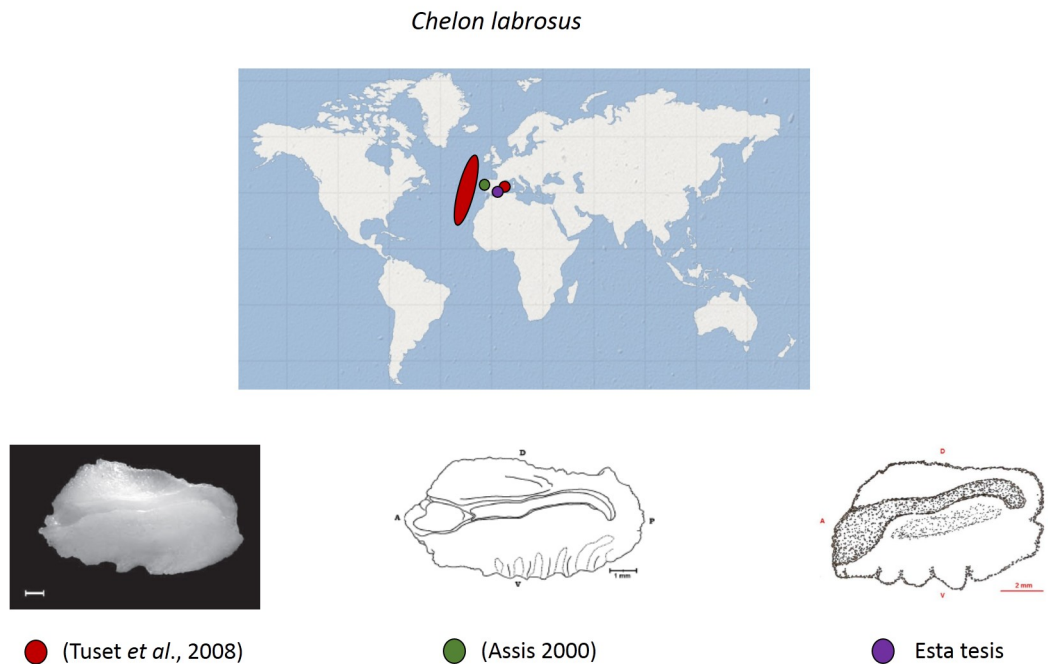 Chelon labrosus
D
A
P
V
1 mm
D
A
V
2 mm
(Tuset et al., 2008)
(Assis 2000)
Esta tesis